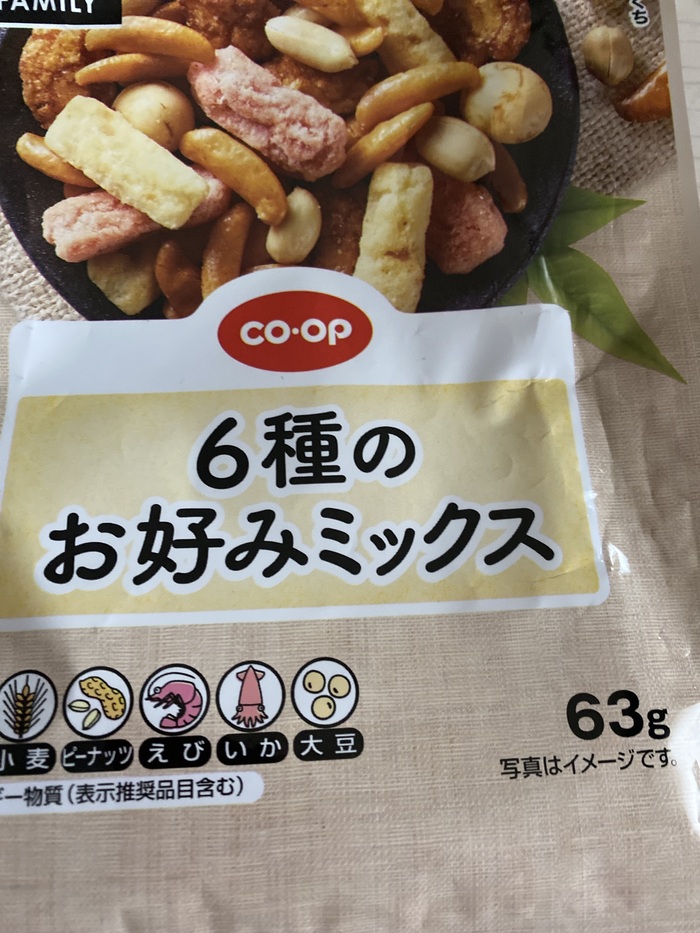 FAMILY
くち
CO·OP
6種の
お好みミックス
小麦 ピーナッツ えび いか 大豆
ー物質(表示推奨品目含む)
63g
写真はイメージです。